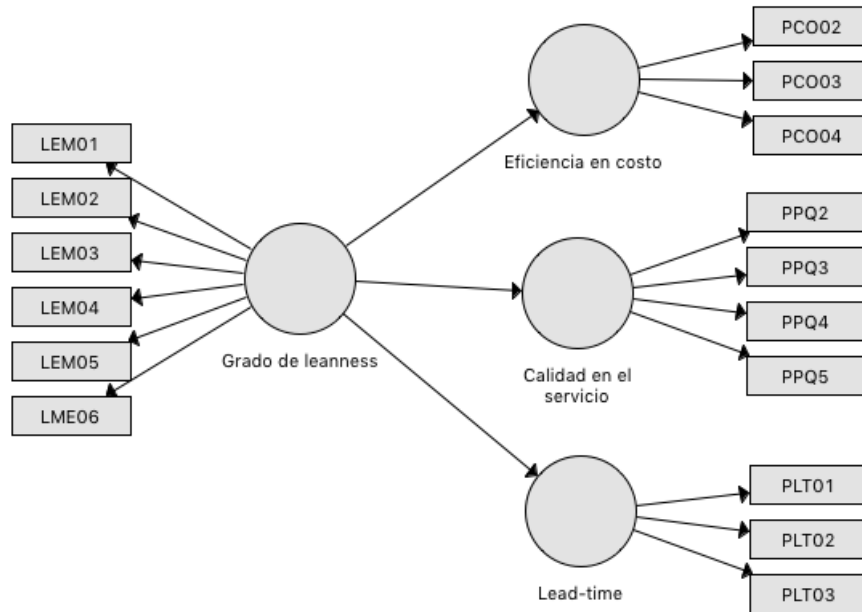 LEM01
LEM02
LEM03
LEM04
LEM05
LME06
Grado de leanness
Eficiencia en costo
PCO02
PCO03
PCO04
Calidad en el
servicio
PPQ2
PPQ3
PPQ4
PPQ5
Lead-time
PLT01
PLT02
PLT03